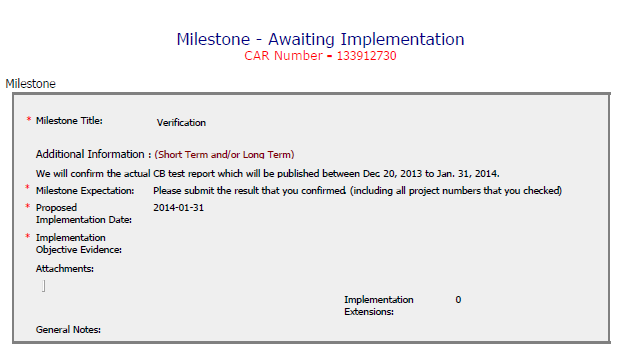 Milestone - Awaiting Implementation
CAR Number - 133912730
Milestone
* Milestone Title: Verification
Additional Information : (Short Term and/or Long Term)
We will confirm the actual CB test report which will be published between Dec 20, 2013 to Jan. 31, 2014.
* Milestone Expectation: Please submit the result that you confirmed. (including all project numbers that you checked)
* Proposed 2014-01-31
Implementation Date:
* Implementation
Objective Evidence:
Attachments:
Implementation 0
Extensions:
General Notes: